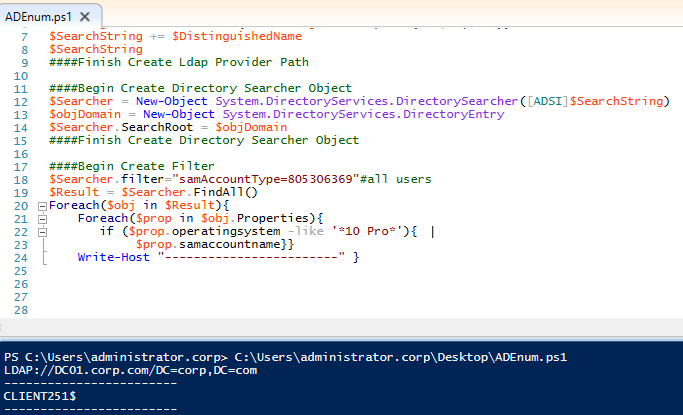 ADEnum.ps1 X
7 $SearchString += $DistinguishedName
8 $SearchString
9 ####Finish Create Ldap Provider Path
10
11 ####Begin Create Directory Searcher Object
12 $Searcher = New-Object System.DirectoryServices.DirectorySearcher([ADSI]$SearchString)
13 $objDomain = New-Object System.DirectoryServices.DirectoryEntry
14 $Searcher.SearchRoot = $objDomain
15 ####Finish Create Directory Searcher Object
16
17 ####Begin Create Filter
18 $Searcher.filter="samAccountType=805306369"#all users
19 $Result = $Searcher.FindAll()
20 Foreach($obj in $Result){
21 Foreach($prop in $obj.Properties){
22 if ($prop.operatingsystem -like '*10 Pro*'){ |
23 $prop.samaccountname}}
24 Write-Host "------------------------" }
25
26
27
28
PS C:\Users\administrator.corp> C:\Users\administrator.corp\Desktop\ADEnum.ps1
LDAP://DC01.corp.com/DC=corp,DC=com
------------------------
CLIENT251$
------------------------